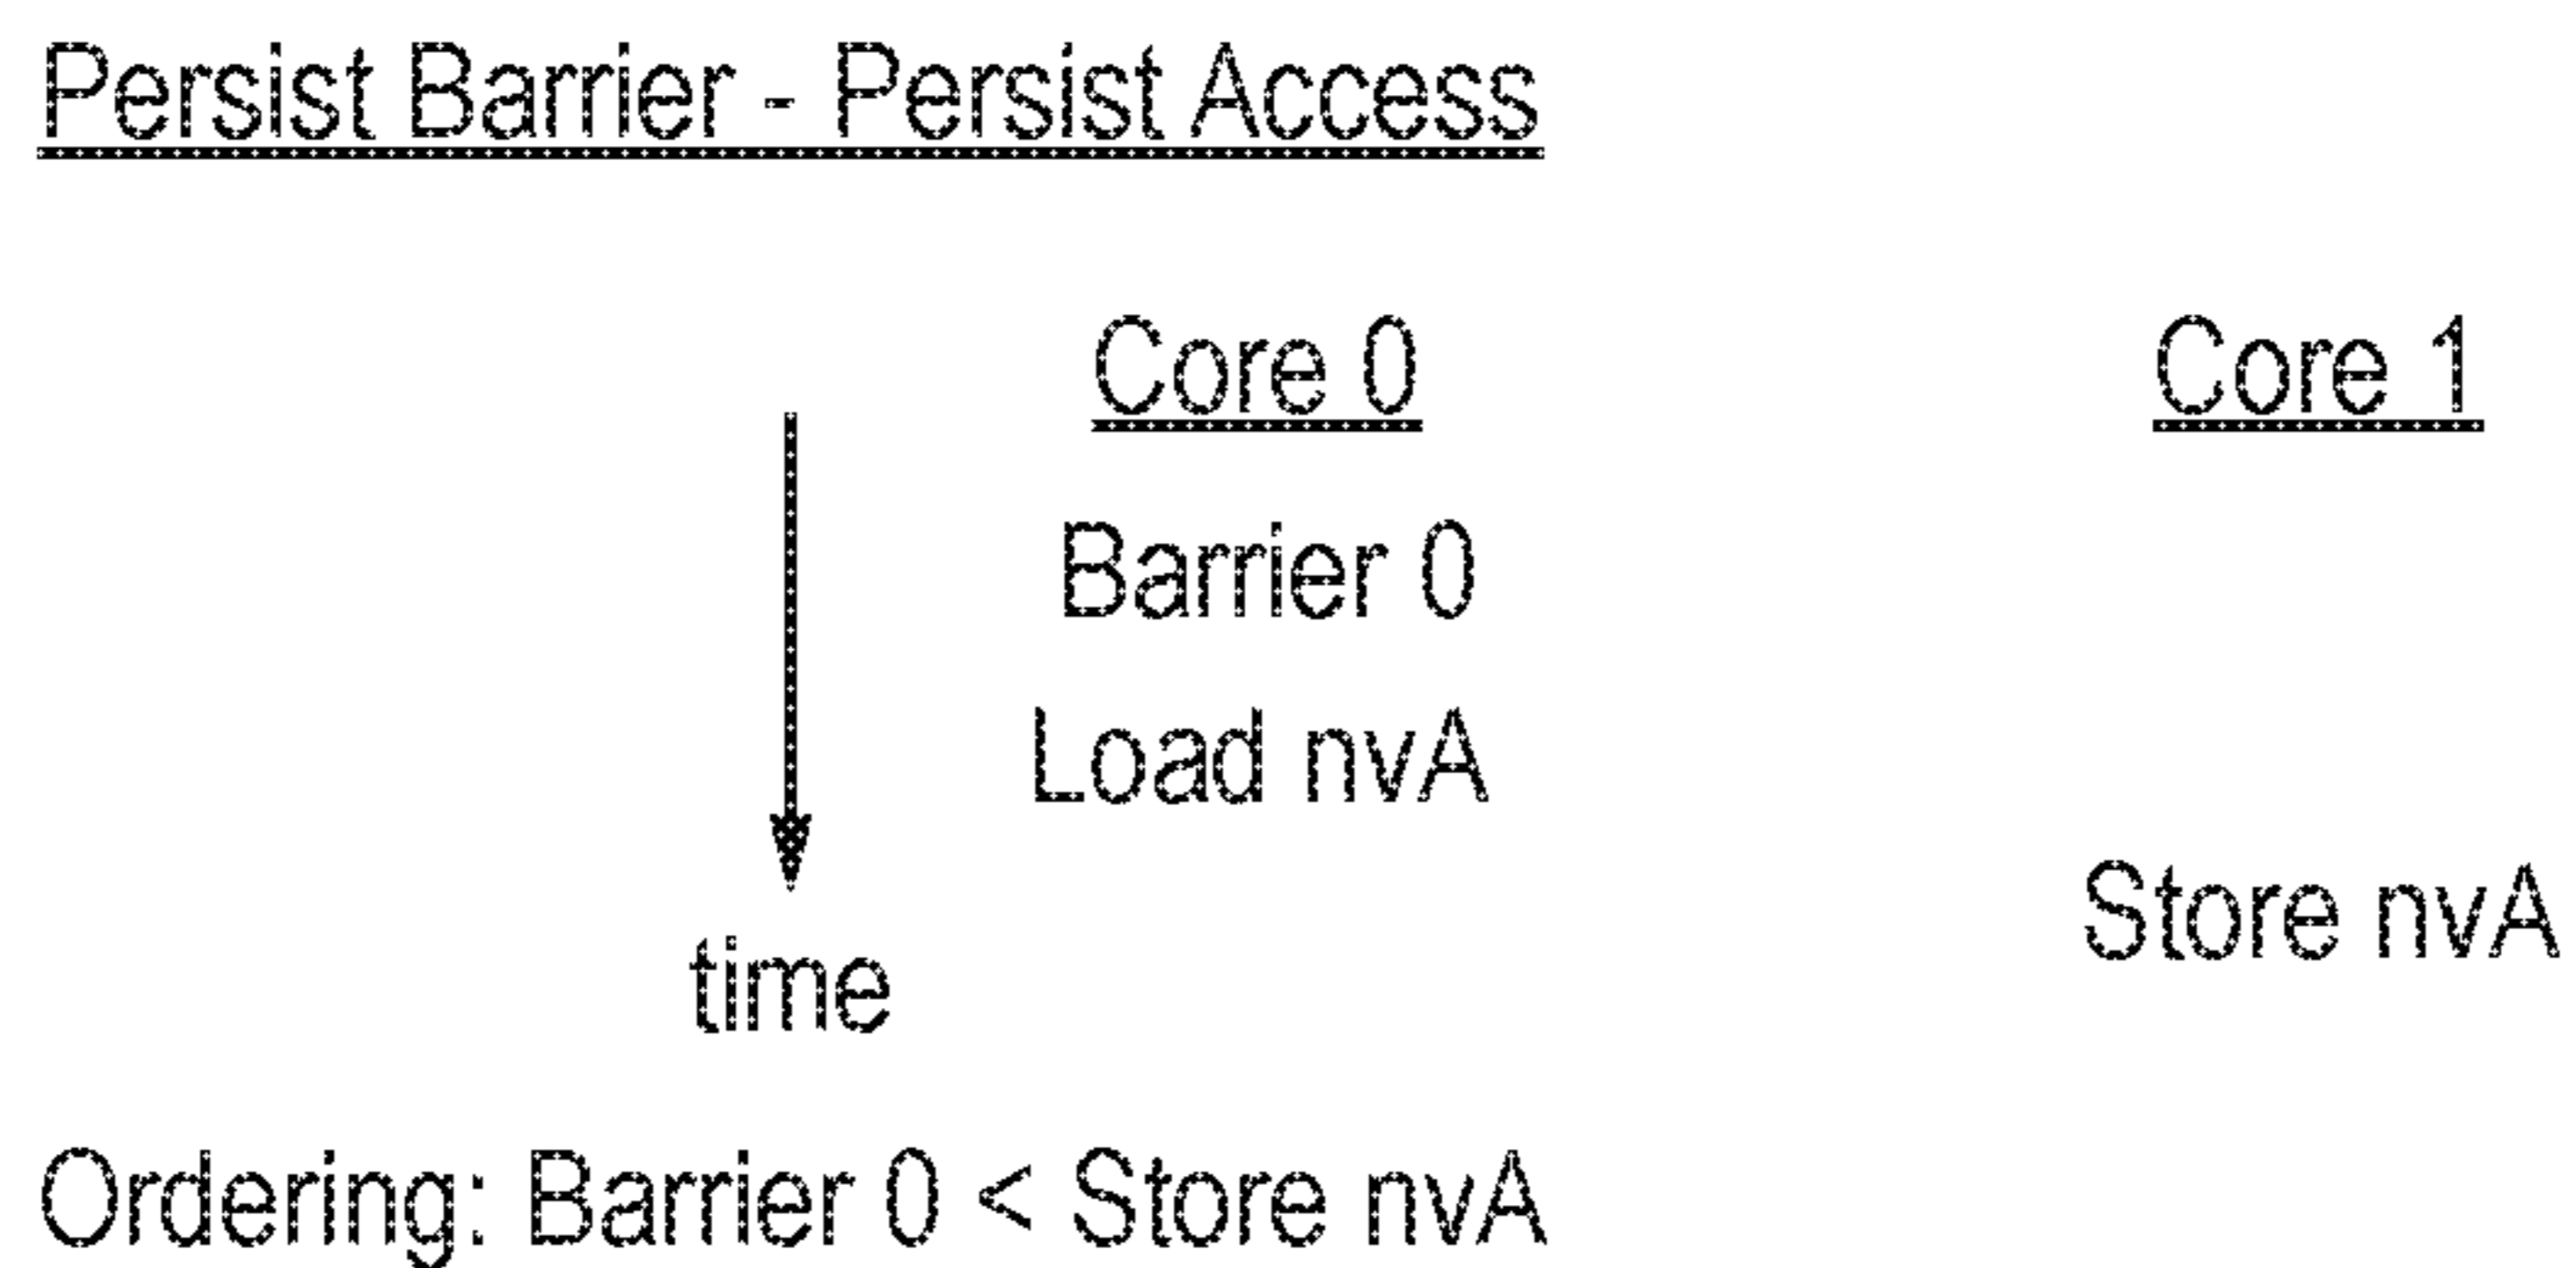 Persist Barrier - Persist Access
Core 0 Core 1
Barrier 0
Load nvA
Store nvA
time
Ordering: Barrier 0 < Store nvA